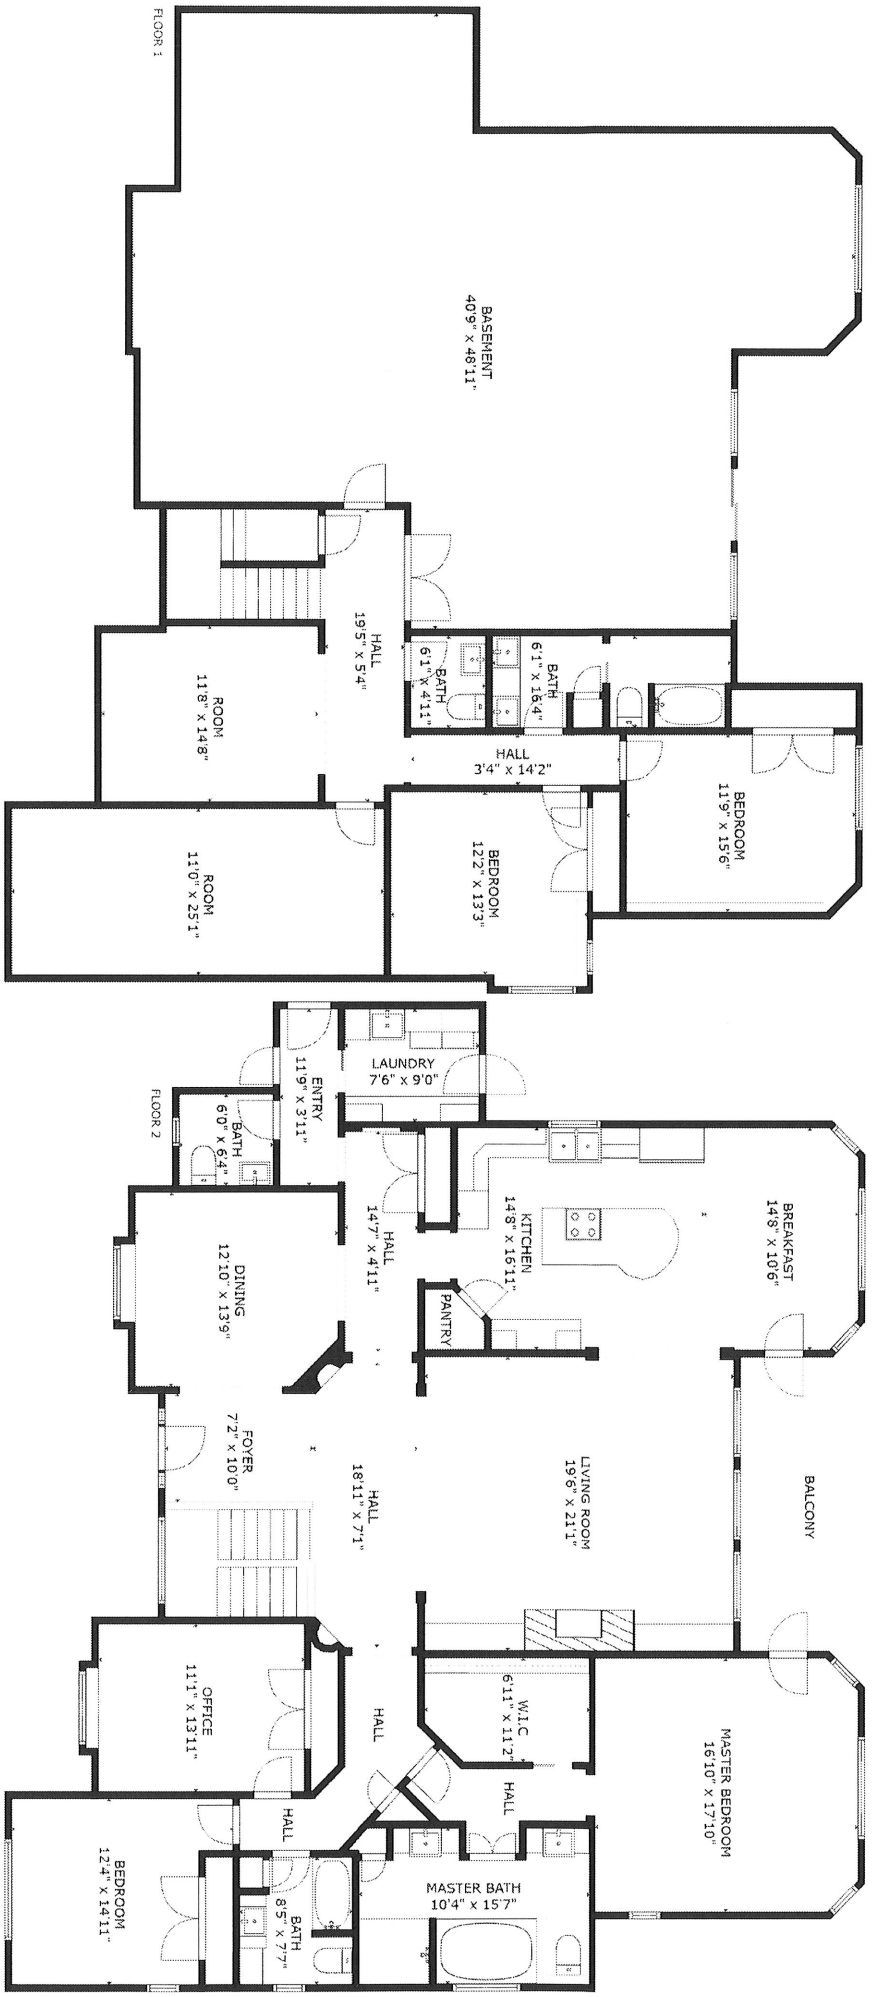 FLOOR 1
BASEMENT
40'9" x 48'11"
HALL
19'5" x 5'4"
BATH
6'1" x 4'11"
BATH
6'1" x 16'4"
HALL
3'4" x 14'2"
BEDROOM
11'9" x 15'6"
ROOM
11'8" x 14'8"
BEDROOM
12'2" x 13'3"
ROOM
11'0" x 25'1"
FLOOR 2
LAUNDRY
7'6" x 9'0"
ENTRY
11'9" x 3'11"
BATH
6'0" x 6'4"
HALL
14'7" x 4'11"
KITCHEN
14'8" x 16'11"
BREAKFAST
14'8" x 10'6"
PANTRY
DINING
12'10" x 13'9"
FOYER
7'2" x 10'0"
HALL
18'11" x 7'1"
LIVING ROOM
19'6" x 21'1"
BALCONY
OFFICE
11'1" x 13'11"
HALL
W.I.C
6'11" x 11'2"
HALL
MASTER BEDROOM
16'10" x 17'10"
HALL
BEDROOM
12'4" x 14'11"
BATH
8'5" x 7'7"
MASTER BATH
10'4" x 15'7"